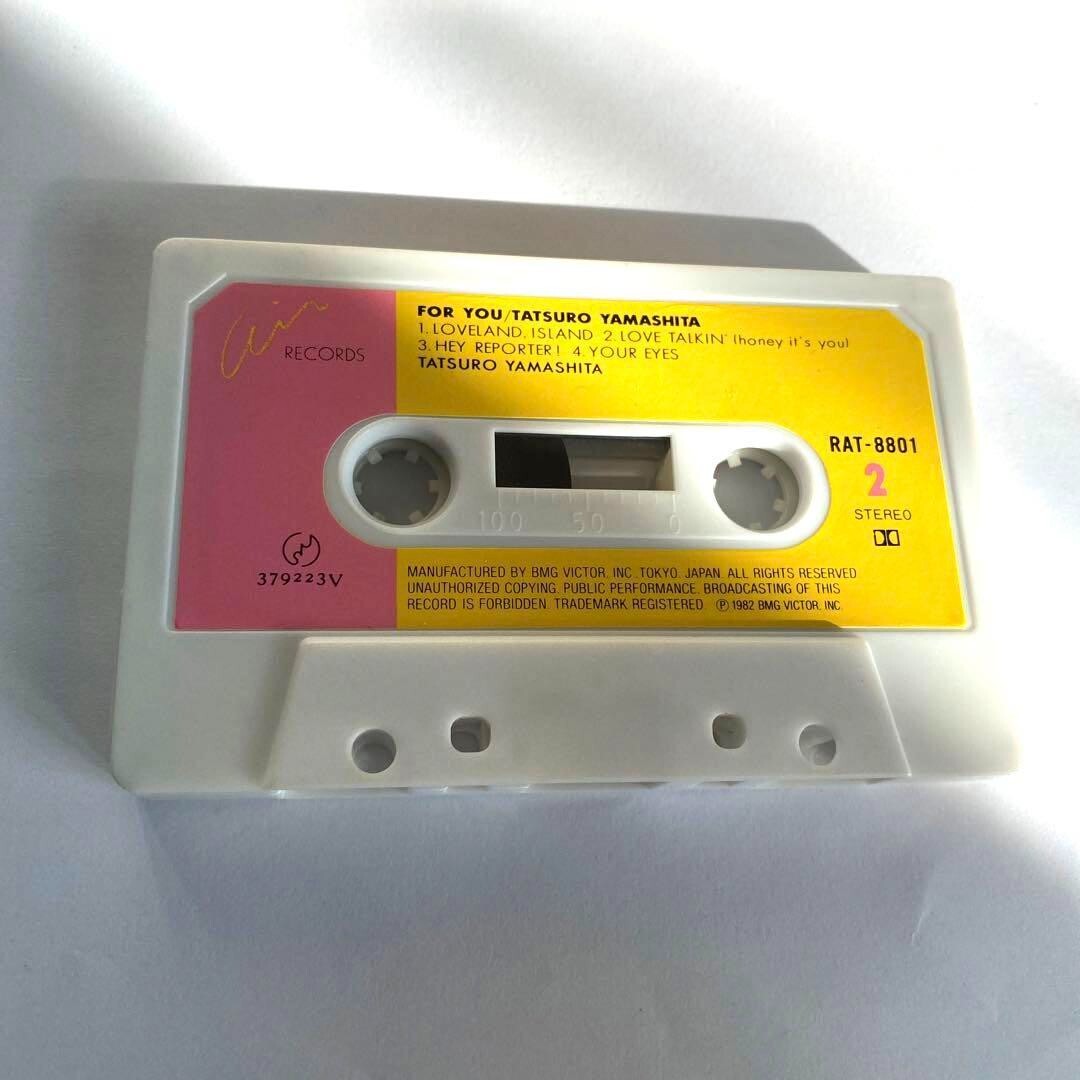 Air
RECORDS
FOR YOU/TATSURO YAMASHITA
1. LOVELAND, ISLAND 2. LOVE TALKIN' (honey it's you)
3. HEY REPORTER! 4. YOUR EYES
TATSURO YAMASHITA
RAT-8801
2
STEREO
100 50 0
379223V
MANUFACTURED BY BMG VICTOR, INC. TOKYO. JAPAN. ALL RIGHTS RESERVED
UNAUTHORIZED COPYING. PUBLIC PERFORMANCE. BROADCASTING OF THIS
RECORD IS FORBIDDEN. TRADEMARK REGISTERED. Ⓟ 1982 BMG VICTOR, INC.